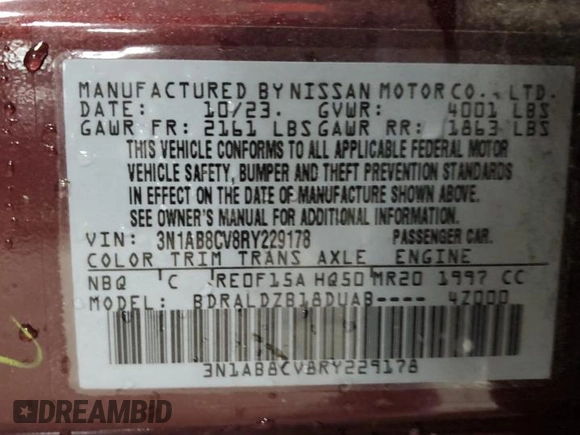 MANUFACTURED BY NISSAN MOTOR CO., LTD.
DATE: 10/23. GVWR: 4001 LBS
GAWR FR: 2161 LBS GAWR RR: 1863 LBS
THIS VEHICLE CONFORMS TO ALL APPLICABLE FEDERAL MOTOR
VEHICLE SAFETY, BUMPER AND THEFT PREVENTION STANDARDS
IN EFFECT ON THE DATE OF MANUFACTURE SHOWN ABOVE.
SEE OWNER'S MANUAL FOR ADDITIONAL INFORMATION.
VIN: 3N1AB8CV8RY229178 PASSENGER CAR.
COLOR TRIM TRANS AXLE ENGINE
NBQ C RE0F15A HQ50 MR20 1997 CC
MODEL: BDRALDZB18DUAB---- 4Z000
3N1AB8CV8RY229178
DREAMBID